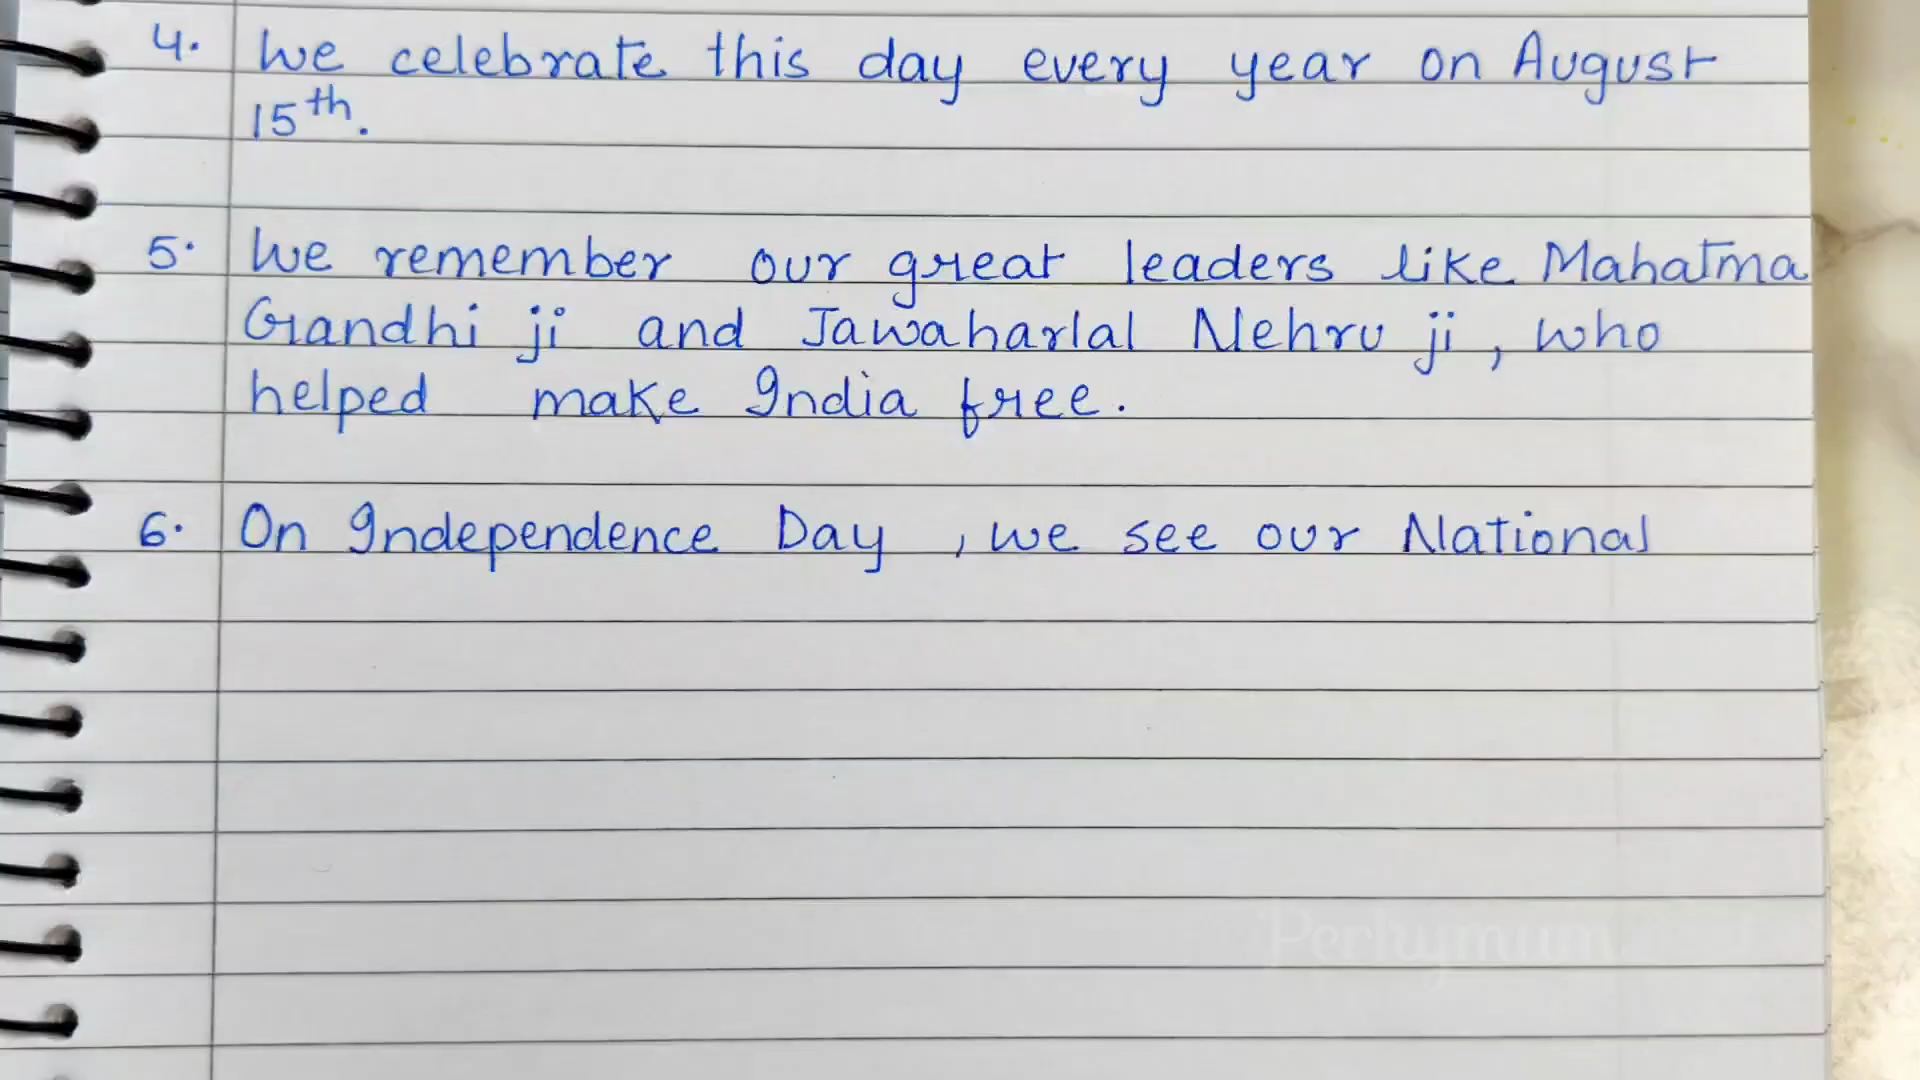 4. We celebrate this day every year on August
15th.
5. We remember our great leaders like Mahatma
Gandhi ji and Jawaharlal Nehru ji, who
helped make India free.
6. On Independence Day, we see our National